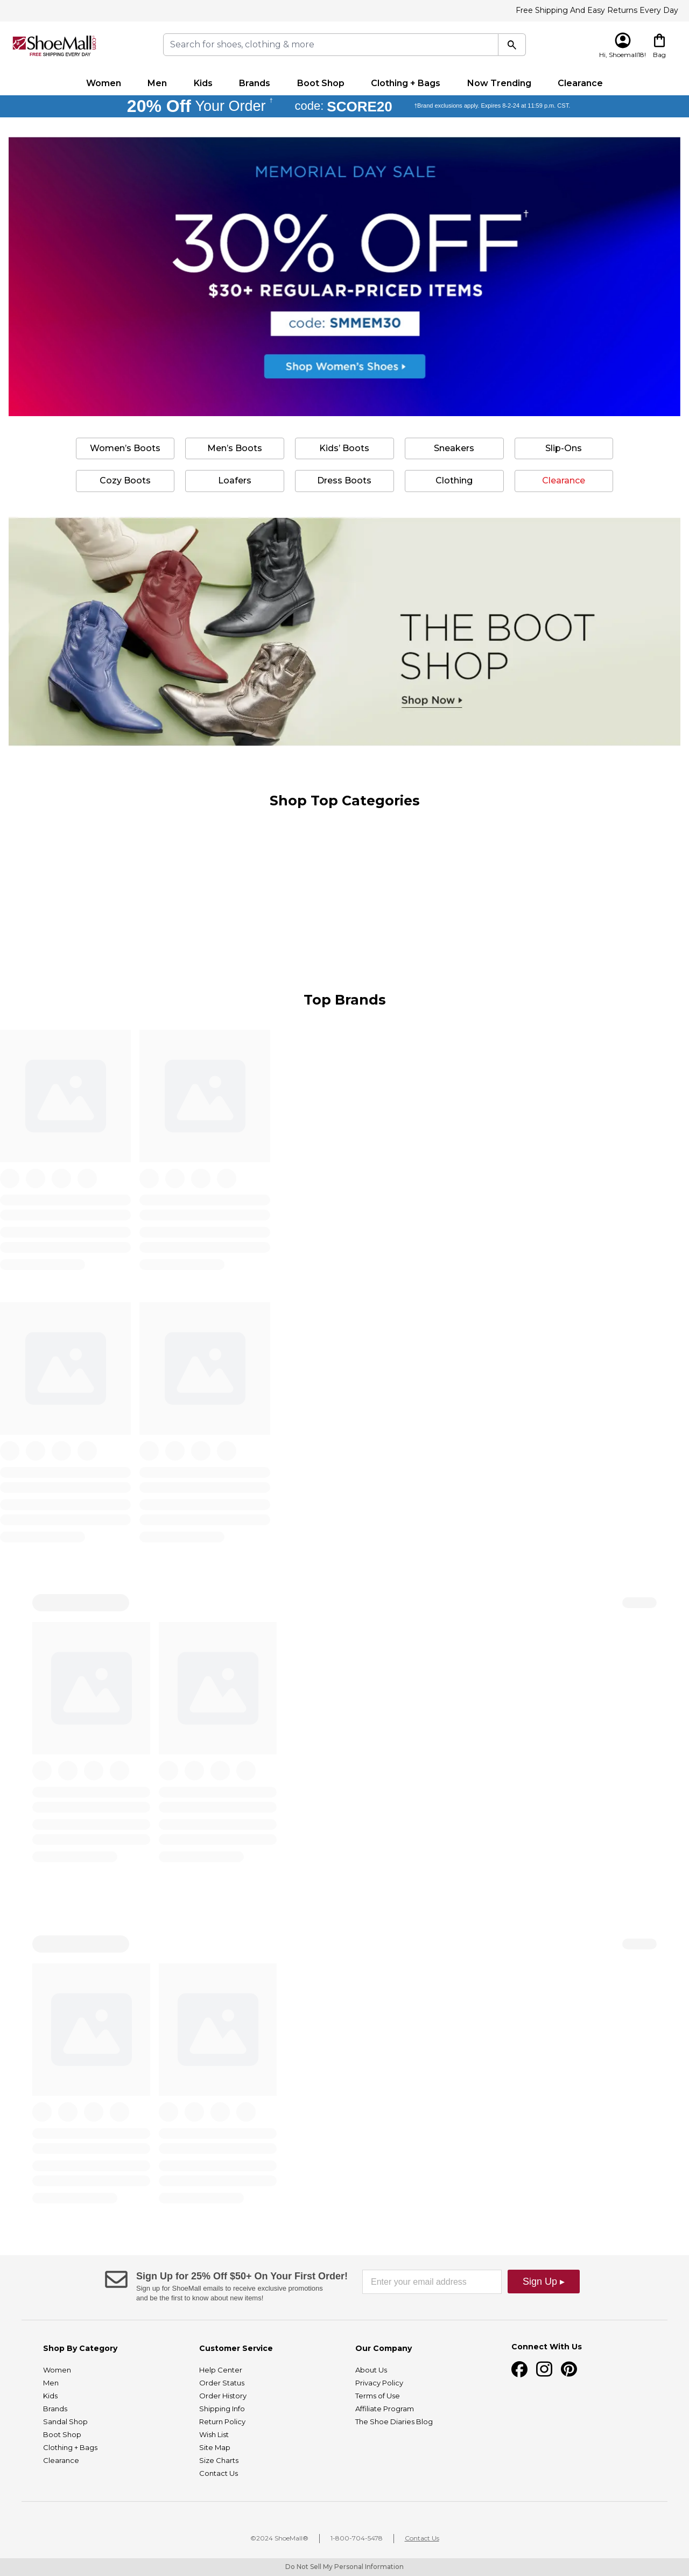 Free Shipping And Easy Returns Every Day
ShoeMall.com
FREE SHIPPING EVERY DAY
Search for shoes, clothing & more
Hi, Shoemall18!
Bag
Women
Men
Kids
Brands
Boot Shop
Clothing + Bags
Now Trending
Clearance
20% Off Your Order † code: SCORE20 †Brand exclusions apply. Expires 8-2-24 at 11:59 p.m. CST.
MEMORIAL DAY SALE
30% OFF†
$30+ REGULAR-PRICED ITEMS
code: SMMEM30
Shop Women's Shoes
Women's Boots
Men's Boots
Kids' Boots
Sneakers
Slip-Ons
Cozy Boots
Loafers
Dress Boots
Clothing
Clearance
THE BOOT
SHOP
Shop Now
Shop Top Categories
Top Brands
Sign Up for 25% Off $50+ On Your First Order!
Sign up for ShoeMall emails to receive exclusive promotions
and be the first to know about new items!
Enter your email address
Sign Up ▸
Shop By Category
Women
Men
Kids
Brands
Sandal Shop
Boot Shop
Clothing + Bags
Clearance
Customer Service
Help Center
Order Status
Order History
Shipping Info
Return Policy
Wish List
Site Map
Size Charts
Contact Us
Our Company
About Us
Privacy Policy
Terms of Use
Affiliate Program
The Shoe Diaries Blog
Connect With Us
©2024 ShoeMall®
1-800-704-5478
Contact Us
Do Not Sell My Personal Information